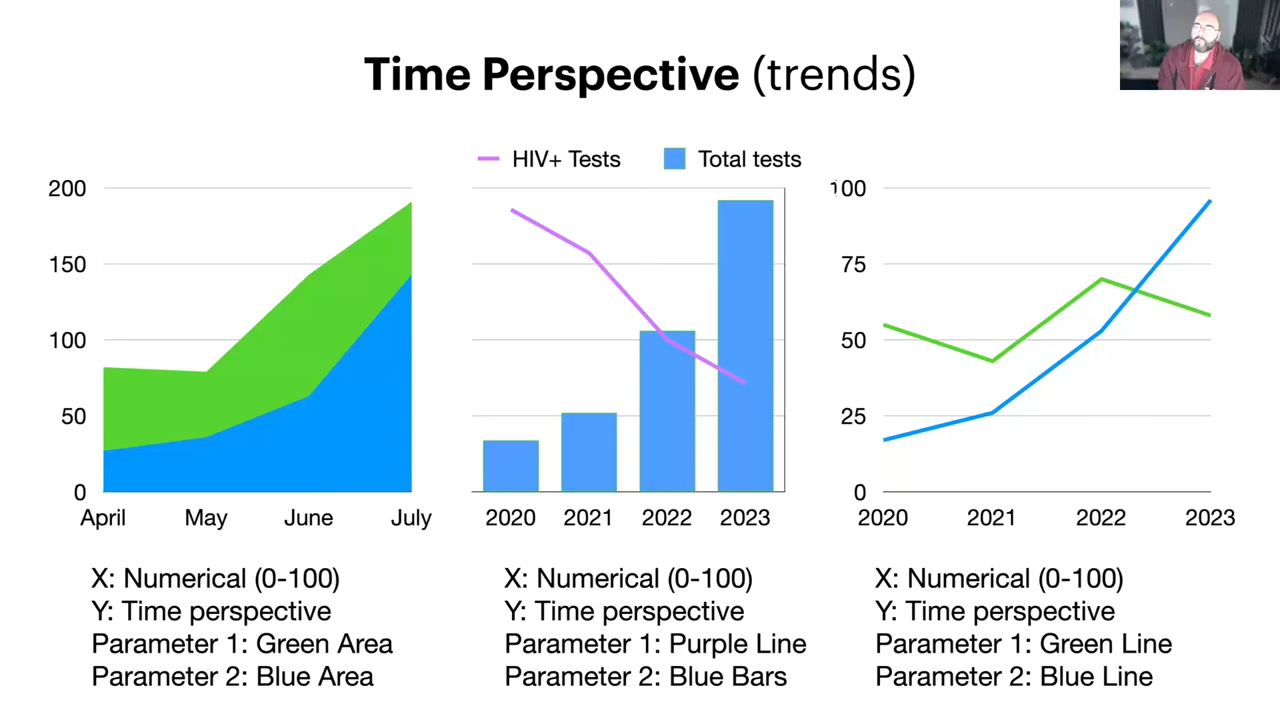 Time Perspective (trends)
HIV+ Tests
Total tests
200
150
100
50
0
April May June July
2020 2021 2022 2023
100
75
50
25
0
2020 2021 2022 2023
X: Numerical (0-100)
Y: Time perspective
Parameter 1: Green Area
Parameter 2: Blue Area
X: Numerical (0-100)
Y: Time perspective
Parameter 1: Purple Line
Parameter 2: Blue Bars
X: Numerical (0-100)
Y: Time perspective
Parameter 1: Green Line
Parameter 2: Blue Line